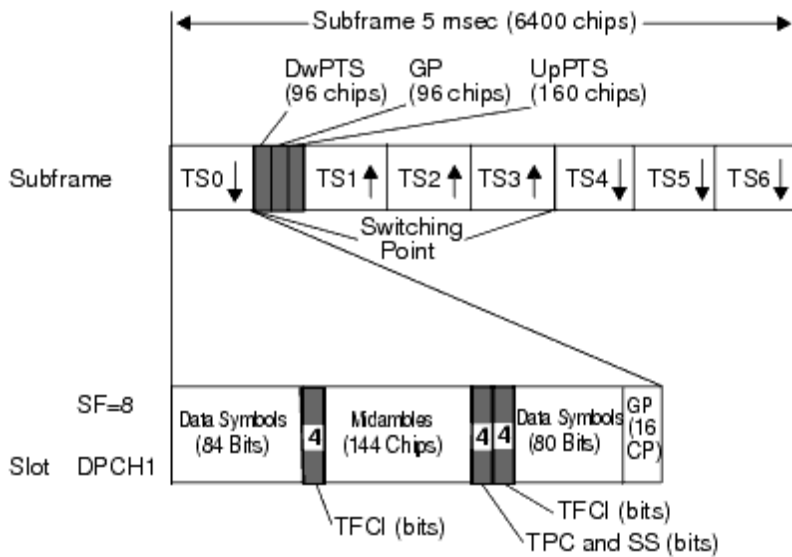 Subframe 5 msec (6400 chips)
DwPTS
(96 chips)
GP
(96 chips)
UpPTS
(160 chips)
Subframe
TS0
TS1
TS2
TS3
TS4
TS5
TS6
Switching
Point
SF=8
Slot DPCH1
Data Symbols
(84 Bits)
4
Midambles
(144 Chips)
4
4
Data Symbols
(80 Bits)
GP
(16
CP)
TFCI (bits)
TFCI (bits)
TPC and SS (bits)